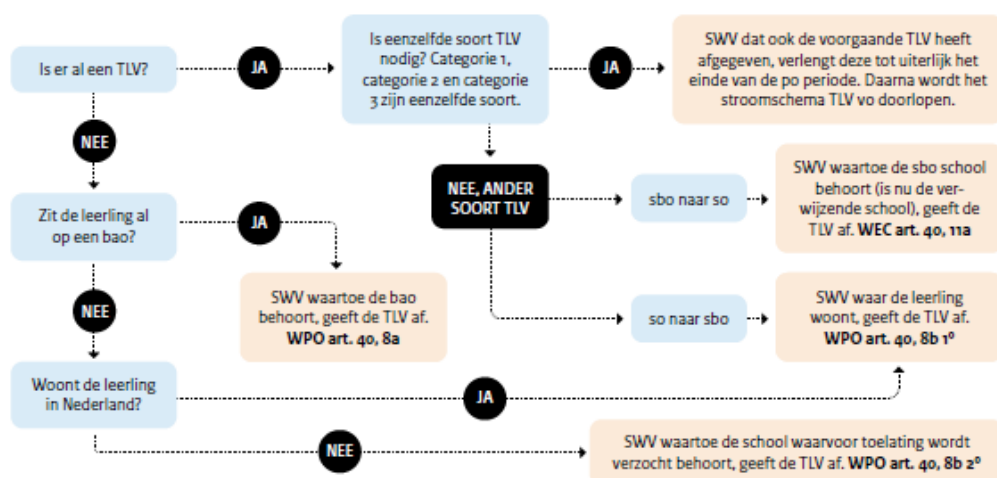 Is er al een TLV?
JA
Is eenzelfde soort TLV
nodig? Categorie 1,
categorie 2 en categorie
3 zijn eenzelfde soort.
JA
SWV dat ook de voorgaande TLV heeft
afgegeven, verlengt deze tot uiterlijk het
einde van de po periode. Daarna wordt het
stroomschema TLV vo doorlopen.
NEE
NEE, ANDER
SOORT TLV
sbo naar so
SWV waartoe de sbo school
behoort (is nu de ver-
wijzende school), geeft de
TLV af. WEC art. 40, 11a
Zit de leerling al
op een bao?
JA
SWV waartoe de bao
behoort, geeft de TLV af.
WPO art. 40, 8a
so naar sbo
SWV waar de leerling
woont, geeft de TLV af.
WPO art. 40, 8b 1º
NEE
Woont de leerling
in Nederland?
JA
NEE
SWV waartoe de school waarvoor toelating wordt
verzocht behoort, geeft de TLV af. WPO art. 40, 8b 2º